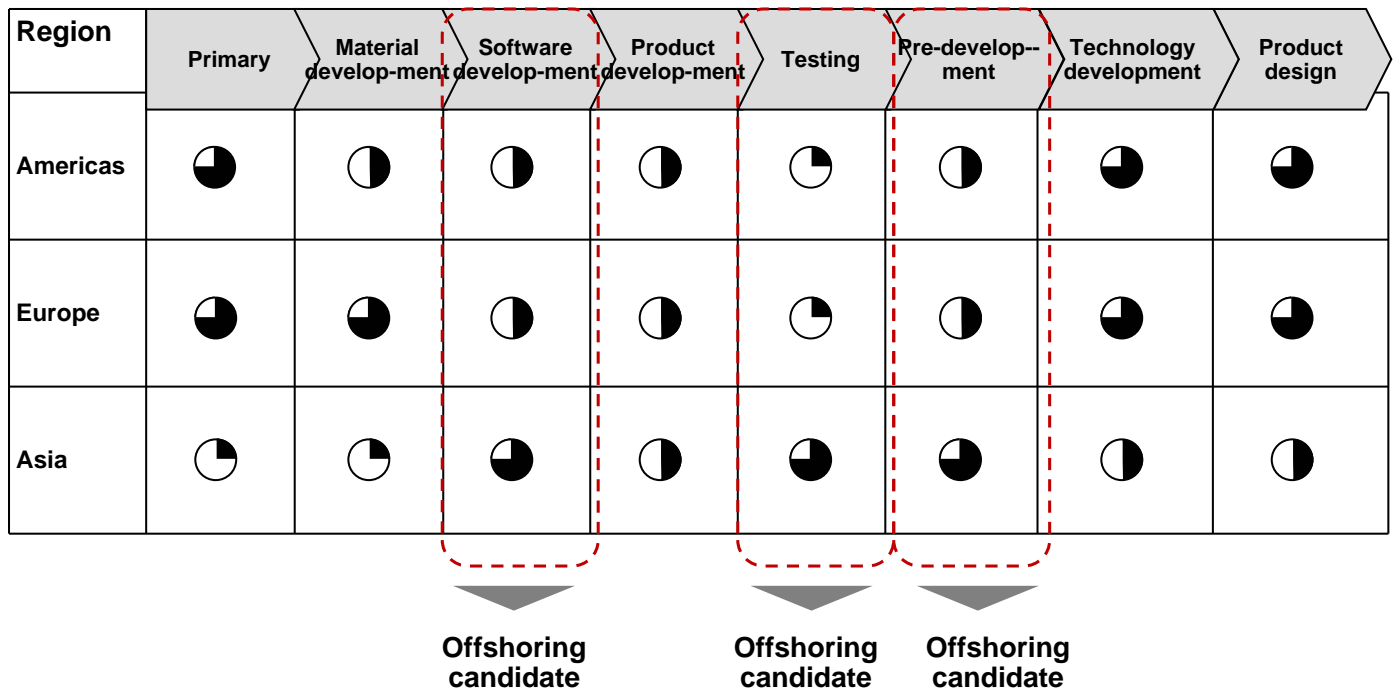 Region
Primary
Material
develop-ment
Software
develop-ment
Product
develop-ment
Testing
Pre-develop--
ment
Technology
development
Product
design
Americas
Europe
Asia
Offshoring
candidate
Offshoring
candidate
Offshoring
candidate